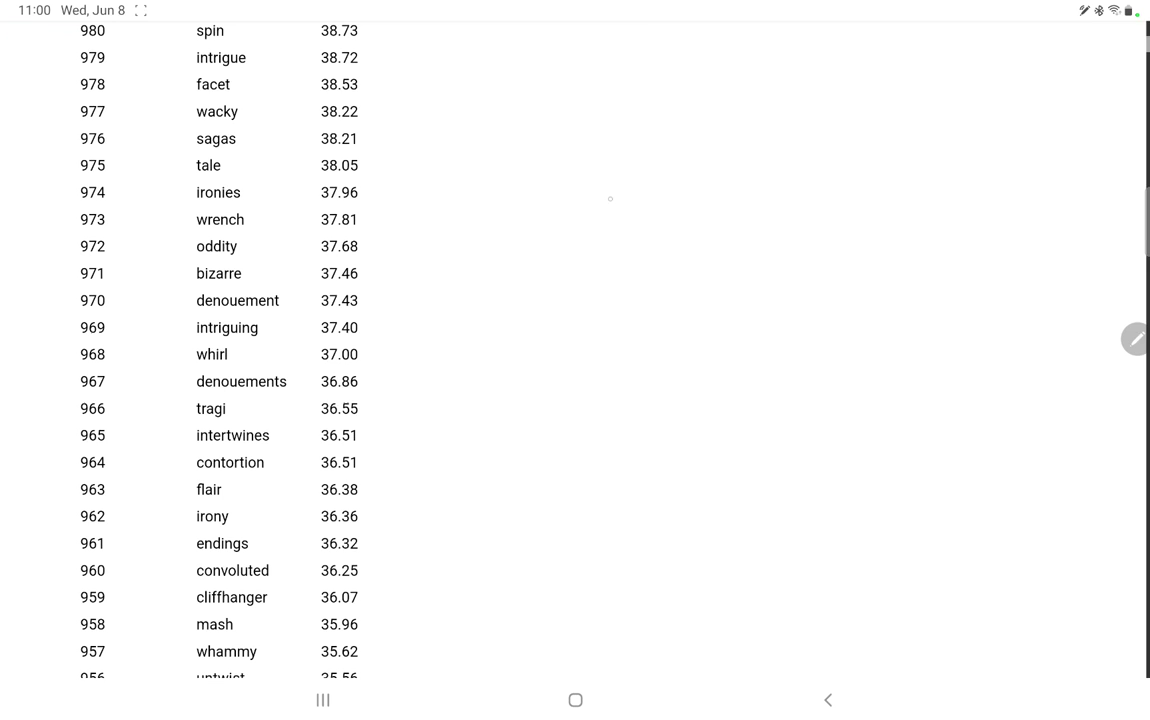 11:00 Wed, Jun 8
980 spin 38.73
979 intrigue 38.72
978 facet 38.53
977 wacky 38.22
976 sagas 38.21
975 tale 38.05
974 ironies 37.96
973 wrench 37.81
972 oddity 37.68
971 bizarre 37.46
970 denouement 37.43
969 intriguing 37.40
968 whirl 37.00
967 denouements 36.86
966 tragi 36.55
965 intertwines 36.51
964 contortion 36.51
963 flair 36.38
962 irony 36.36
961 endings 36.32
960 convoluted 36.25
959 cliffhanger 36.07
958 mash 35.96
957 whammy 35.62
956 untwist 35.56